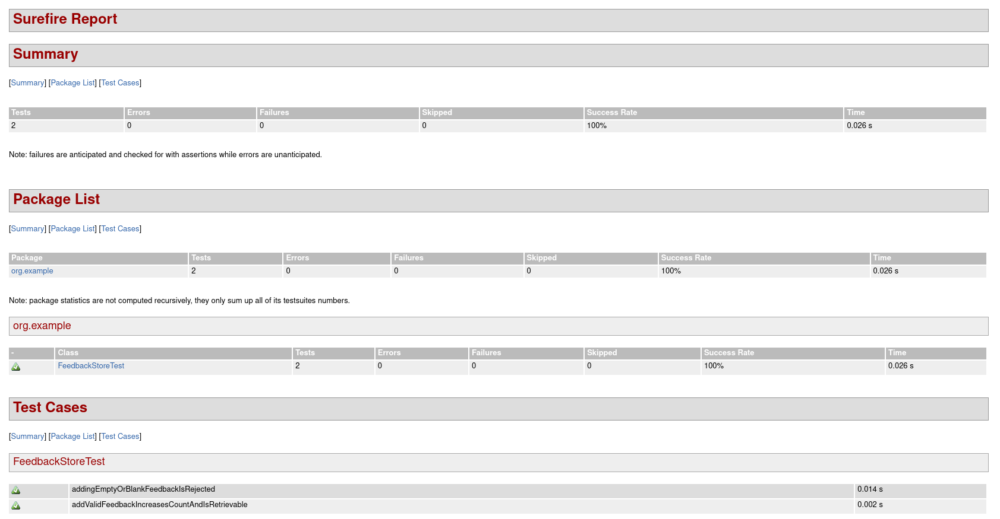 Surefire Report
Summary
[Summary] [Package List] [Test Cases]
Tests Errors Failures Skipped Success Rate Time
2 0 0 0 100% 0.026 s
Note: failures are anticipated and checked for with assertions while errors are unanticipated.
Package List
[Summary] [Package List] [Test Cases]
Package Tests Errors Failures Skipped Success Rate Time
org.example 2 0 0 0 100% 0.026 s
Note: package statistics are not computed recursively, they only sum up all of its testsuites numbers.
org.example
- Class Tests Errors Failures Skipped Success Rate Time
FeedbackStoreTest 2 0 0 0 100% 0.026 s
Test Cases
[Summary] [Package List] [Test Cases]
FeedbackStoreTest
addingEmptyOrBlankFeedbackIsRejected 0.014 s
addValidFeedbackIncreasesCountAndIsRetrievable 0.002 s